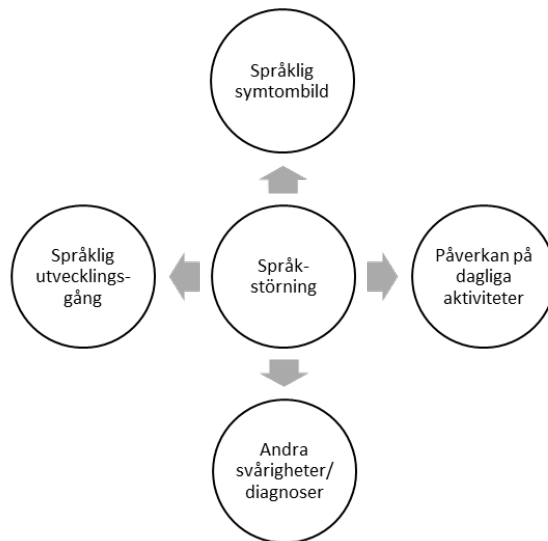 Språklig
symtombild
Språklig
utvecklings-
gång
Språk-
störning
Påverkan på
dagliga
aktiviteter
Andra
svårigheter/
diagnoser